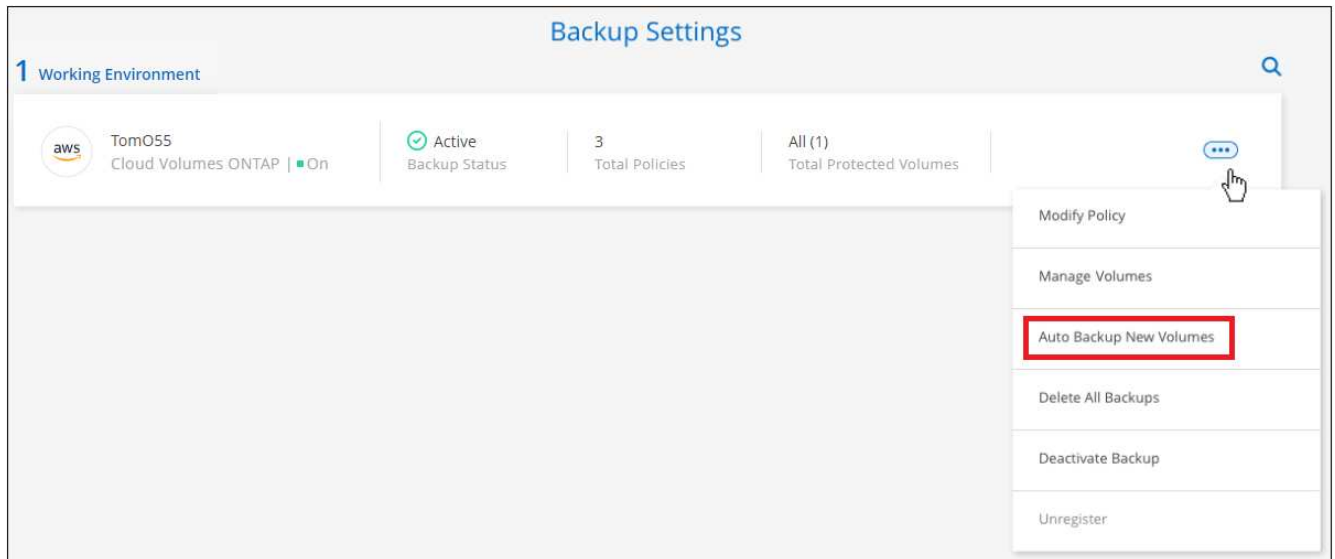 Backup Settings
1 Working Environment
aws
TomO55
Cloud Volumes ONTAP | On
Active
Backup Status
3
Total Policies
All (1)
Total Protected Volumes
Modify Policy
Manage Volumes
Auto Backup New Volumes
Delete All Backups
Deactivate Backup
Unregister